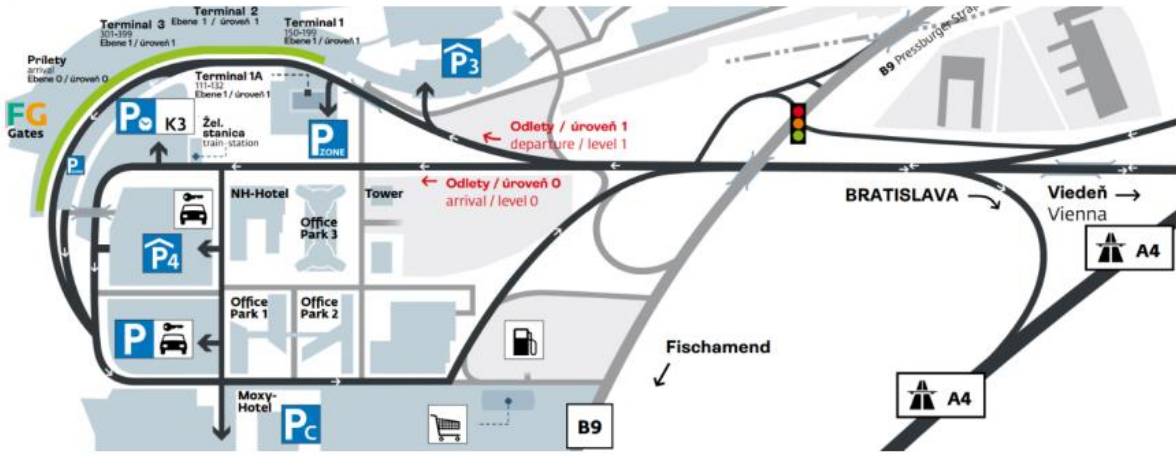 Terminal 3
301-399
Ebene 1 / úroveň 1
Terminal 2
Ebene 1 / úroveň 1
Terminal 1
150-199
Ebene 1 / úroveň 1
Prílety
arrival
Ebene 0 / úroveň 0
Terminal 1A
111-132
Ebene 1 / úroveň 1
P3
B9 Pressburger Straß
FG
Gates
P
K3
Žel.
stanica
train-station
P
ZONE
Odlety / úroveň 1
departure / level 1
P
Odlety / úroveň 0
arrival / level 0
NH-Hotel
Tower
Office
Park 3
BRATISLAVA
Viedeň
Vienna
A4
P4
Office
Park 1
Office
Park 2
P
Fischamend
A4
Moxy-
Hotel
PC
B9